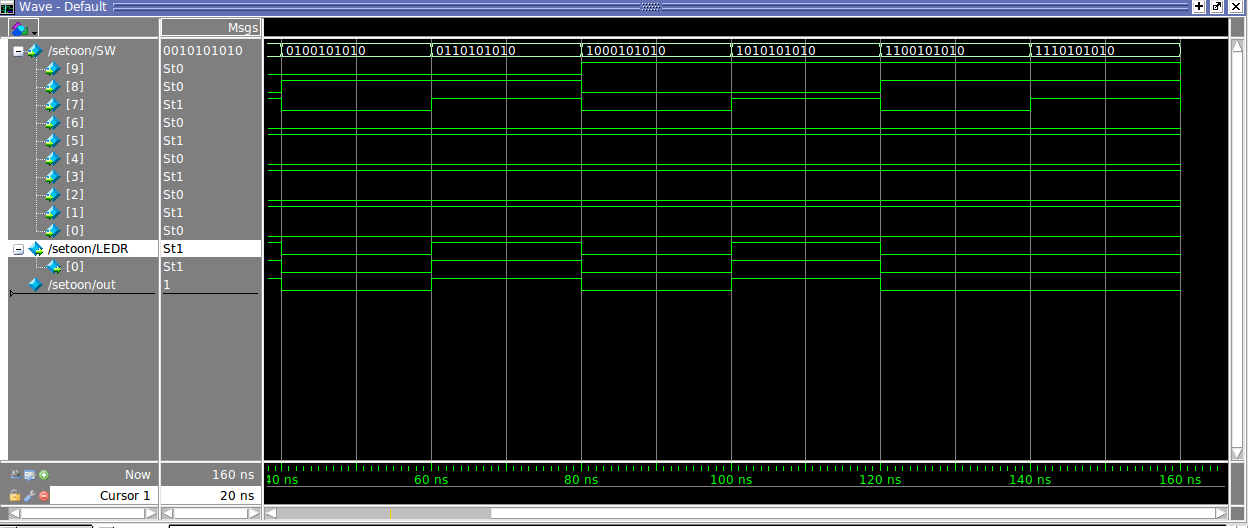 Wave - Default
Msgs
/setoon/SW 0010101010 0100101010 0110101010 1000101010 1010101010 1100101010 1110101010
[9] St0
[8] St0
[7] St1
[6] St0
[5] St1
[4] St0
[3] St1
[2] St0
[1] St1
[0] St0
/setoon/LEDR St1
[0] St1
/setoon/out 1
Now 160 ns 40 ns 60 ns 80 ns 100 ns 120 ns 140 ns 160 ns
Cursor 1 20 ns